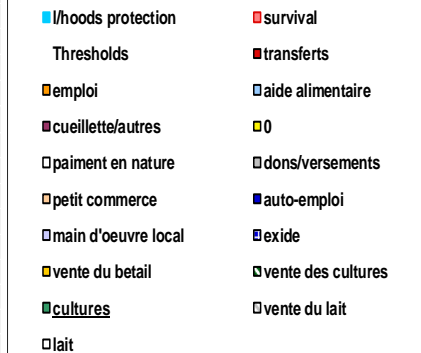 l/hoods protection survival
Thresholds transferts
emploi aide alimentaire
cueillette/autres 0
paiment en nature dons/versements
petit commerce auto-emploi
main d'oeuvre local exide
vente du betail vente des cultures
cultures vente du lait
lait